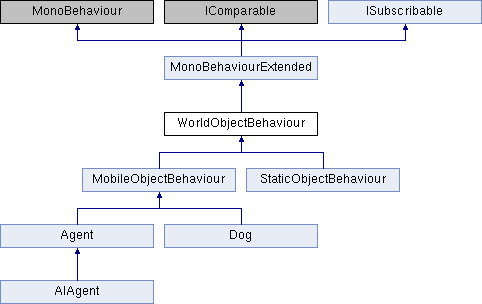 MonoBehaviour
IComparable
ISubscribable
MonoBehaviourExtended
WorldObjectBehaviour
MobileObjectBehaviour
StaticObjectBehaviour
Agent
Dog
AIAgent